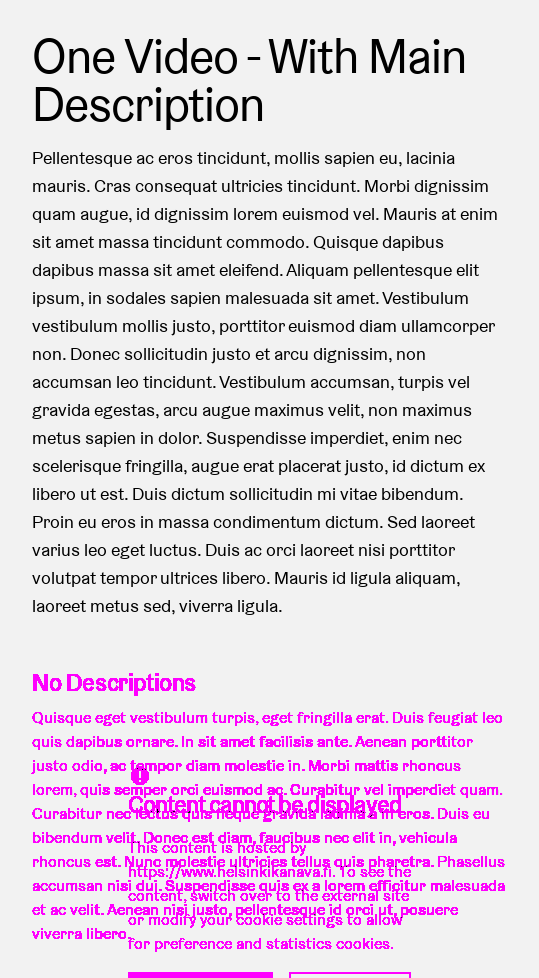 One Video - With Main
Description
Pellentesque ac eros tincidunt, mollis sapien eu, lacinia
mauris. Cras consequat ultricies tincidunt. Morbi dignissim
quam augue, id dignissim lorem euismod vel. Mauris at enim
sit amet massa tincidunt commodo. Quisque dapibus
dapibus massa sit amet eleifend. Aliquam pellentesque elit
ipsum, in sodales sapien malesuada sit amet. Vestibulum
vestibulum mollis justo, porttitor euismod diam ullamcorper
non. Donec sollicitudin justo et arcu dignissim, non
accumsan leo tincidunt. Vestibulum accumsan, turpis vel
gravida egestas, arcu augue maximus velit, non maximus
metus sapien in dolor. Suspendisse imperdiet, enim nec
scelerisque fringilla, augue erat placerat justo, id dictum ex
libero ut est. Duis dictum sollicitudin mi vitae bibendum.
Proin eu eros in massa condimentum dictum. Sed laoreet
varius leo eget luctus. Duis ac orci laoreet nisi porttitor
volutpat tempor ultrices libero. Mauris id ligula aliquam,
laoreet metus sed, viverra ligula.
No Descriptions
Quisque eget vestibulum turpis, eget fringilla erat. Duis feugiat leo
quis dapibus ornare. In sit amet facilisis ante. Aenean porttitor
justo odio, ac tempor diam molestie in. Morbi mattis rhoncus
lorem, quis semper orci euismod ac. Curabitur vel imperdiet quam.
Content cannot be displayed
Curabitur nec lectus quis neque gravida lacinia a in eros. Duis eu
bibendum velit. Donec est diam, faucibus nec elit in, vehicula
This content is hosted by
rhoncus est. Nunc molestie ultricies tellus quis pharetra. Phasellus
https://www.helsinkikanava.fi. To see the
accumsan nisi dui. Suspendisse quis ex a lorem efficitur malesuada
content, switch over to the external site
et ac velit. Aenean nisi justo, pellentesque id orci ut, posuere
or modify your cookie settings to allow
viverra libero.
for preference and statistics cookies.